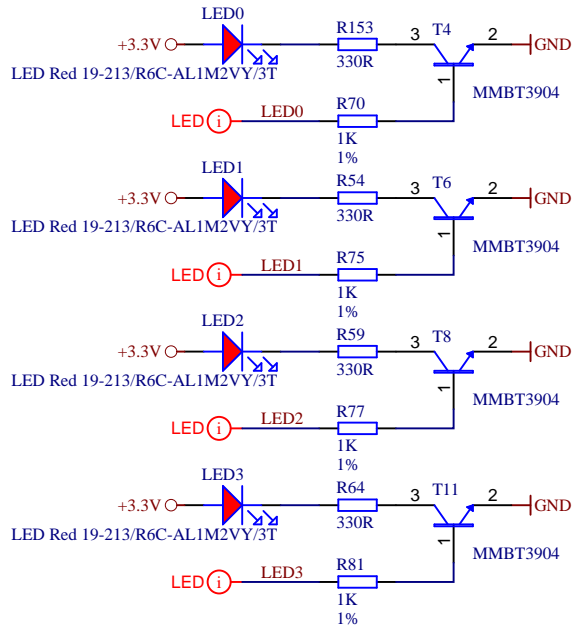 LED0
R153
T4
+3.3V
3
2
GND
330R
LED Red 19-213/R6C-AL1M2VY/3T
1
MMBT3904
R70
LED i
LED0
1K
1%
LED1
R54
T6
+3.3V
3
2
GND
330R
LED Red 19-213/R6C-AL1M2VY/3T
1
MMBT3904
R75
LED i
LED1
1K
1%
LED2
R59
T8
+3.3V
3
2
GND
330R
LED Red 19-213/R6C-AL1M2VY/3T
1
MMBT3904
R77
LED i
LED2
1K
1%
LED3
R64
T11
+3.3V
3
2
GND
330R
LED Red 19-213/R6C-AL1M2VY/3T
1
MMBT3904
R81
LED i
LED3
1K
1%